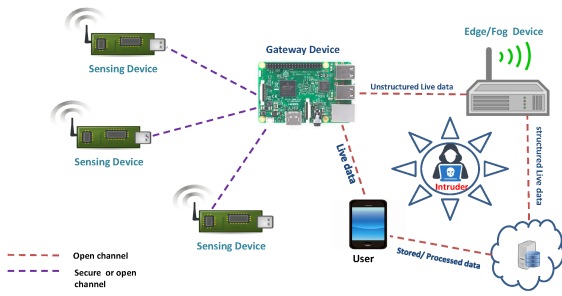 Edge/Fog Device
Gateway Device
Sensing Device
Unstructured Live data
Sensing Device
structured Live data
Live data
Intruder
Sensing Device
User
Stored/ Processed data
Open channel
Secure or open
channel